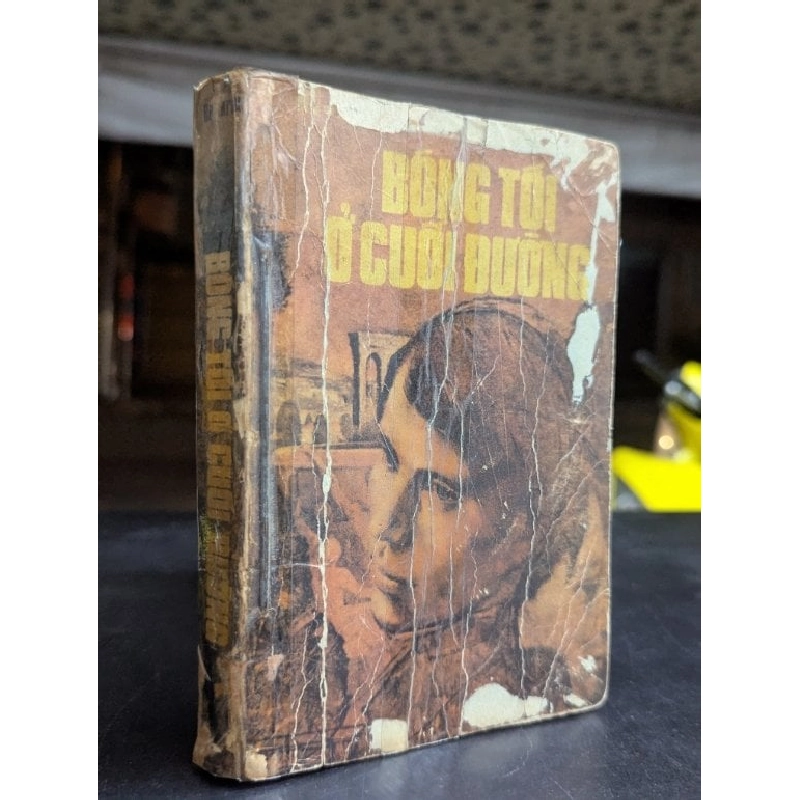 BÓNG TỐI
Ở CUỐI ĐƯỜNG
BÓNG TỐI Ở CUỐI ĐƯỜNG